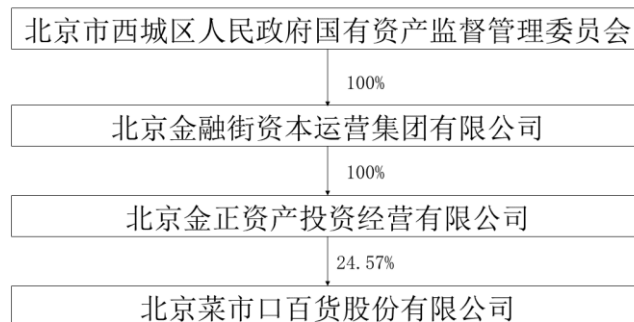 北京市西城区人民政府国有资产监督管理委员会
100%
北京金融街资本运营集团有限公司
100%
北京金正资产投资经营有限公司
24.57%
北京菜市口百货股份有限公司